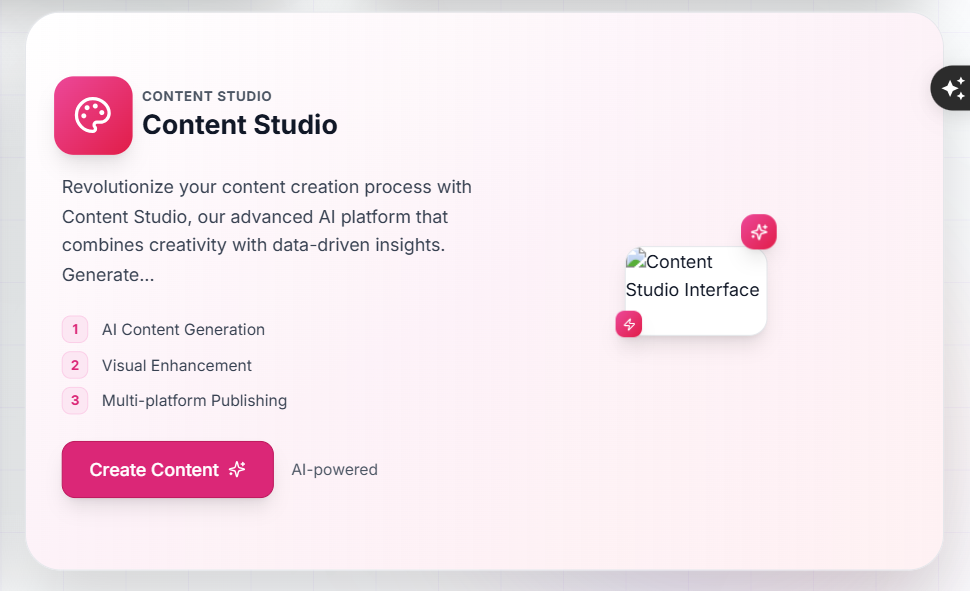 CONTENT STUDIO
Content Studio
Revolutionize your content creation process with
Content Studio, our advanced AI platform that
combines creativity with data-driven insights.
Generate...
1 AI Content Generation
2 Visual Enhancement
3 Multi-platform Publishing
Create Content
AI-powered
Content
Studio Interface